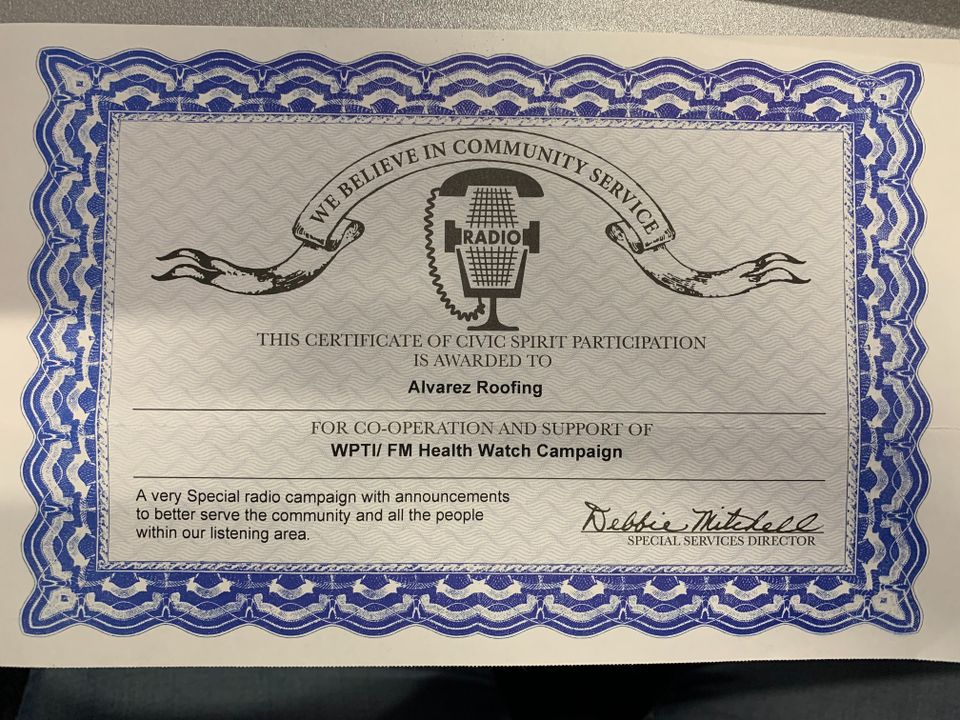 WE BELIEVE IN COMMUNITY SERVICE
RADIO
THIS CERTIFICATE OF CIVIC SPIRIT PARTICIPATION
IS AWARDED TO
Alvarez Roofing
FOR CO-OPERATION AND SUPPORT OF
WPTI/ FM Health Watch Campaign
A very Special radio campaign with announcements
to better serve the community and all the people
within our listening area.
Debbie Mitchell
SPECIAL SERVICES DIRECTOR